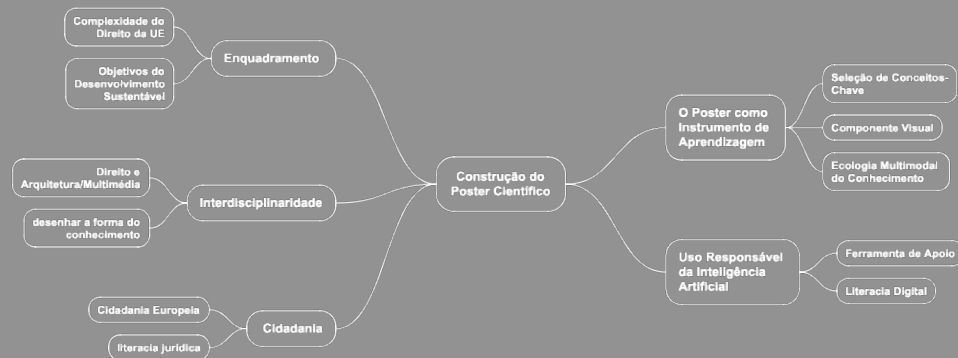 Complexidade do
Direito da UE
Objetivos do
Desenvolvimento
Sustentável
Enquadramento
Direito e
Arquitetura/Multimédia
desenhar a forma do
conhecimento
Interdisciplinaridade
Cidadania Europeia
literacia jurídica
Cidadania
Construção do
Poster Científico
O Poster como
Instrumento de
Aprendizagem
Seleção de Conceitos-
Chave
Componente Visual
Ecologia Multimodal
do Conhecimento
Uso Responsável
da Inteligência
Artificial
Ferramenta de Apoio
Literacia Digital